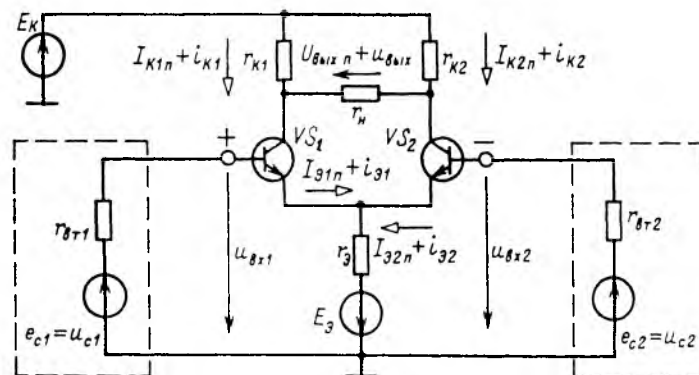 Eк
Iк1п+iк1
rк1
Uвых п+uвых
rк2
Iк2п+iк2
rн
+
VS1
VS2
−
Iэ1п+iэ1
rвт1
uвх1
rэ
Iэ2п+iэ2
uвх2
rвт2
Eэ
eс1=uс1
eс2=uс2